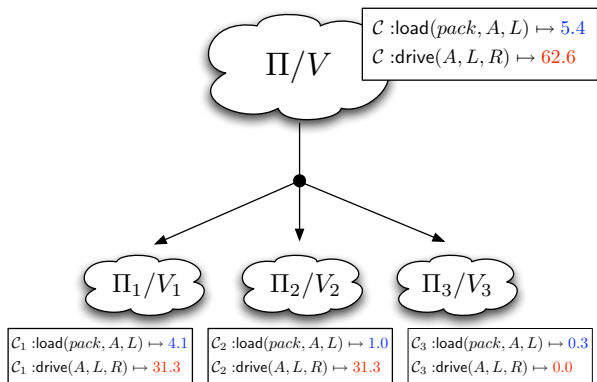 Π/V
𝒞 :load(pack, A, L) ↦ 5.4
𝒞 :drive(A, L, R) ↦ 62.6
Π₁/V₁
Π₂/V₂
Π₃/V₃
𝒞₁ :load(pack, A, L) ↦ 4.1
𝒞₁ :drive(A, L, R) ↦ 31.3
𝒞₂ :load(pack, A, L) ↦ 1.0
𝒞₂ :drive(A, L, R) ↦ 31.3
𝒞₃ :load(pack, A, L) ↦ 0.3
𝒞₃ :drive(A, L, R) ↦ 0.0